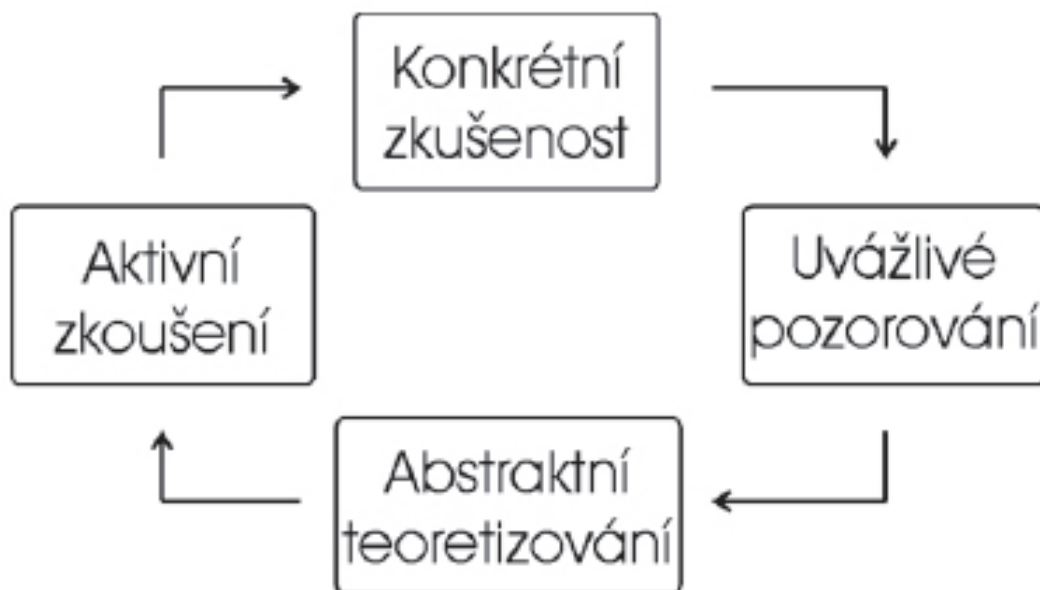 Konkrétní
zkušenost
Aktivní
zkoušení
Uvážlivé
pozorování
Abstraktní
teoretizování